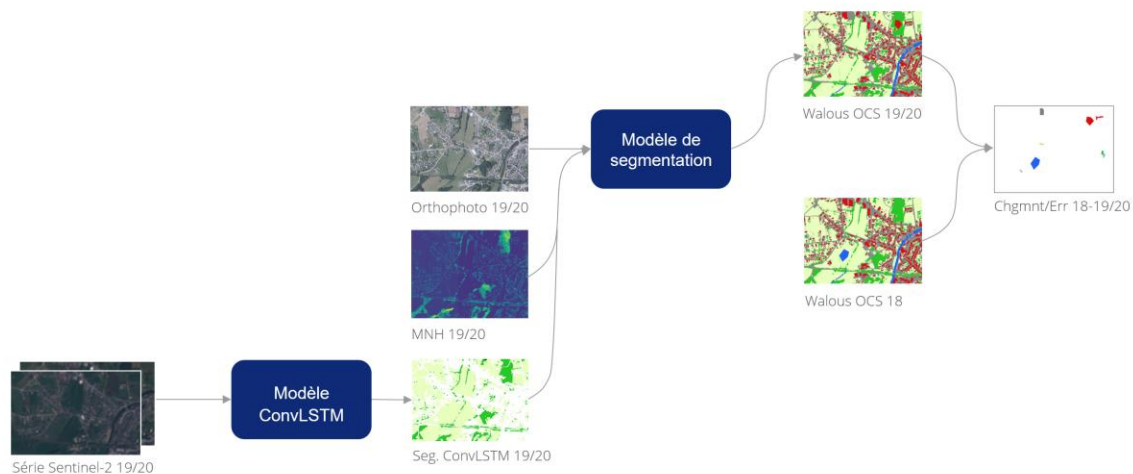 Walous OCS 19/20
Modèle de
segmentation
Orthophoto 19/20
Chgmnt/Err 18-19/20
Walous OCS 18
MNH 19/20
Modèle
ConvLSTM
Seg. ConvLSTM 19/20
Série Sentinel-2 19/20